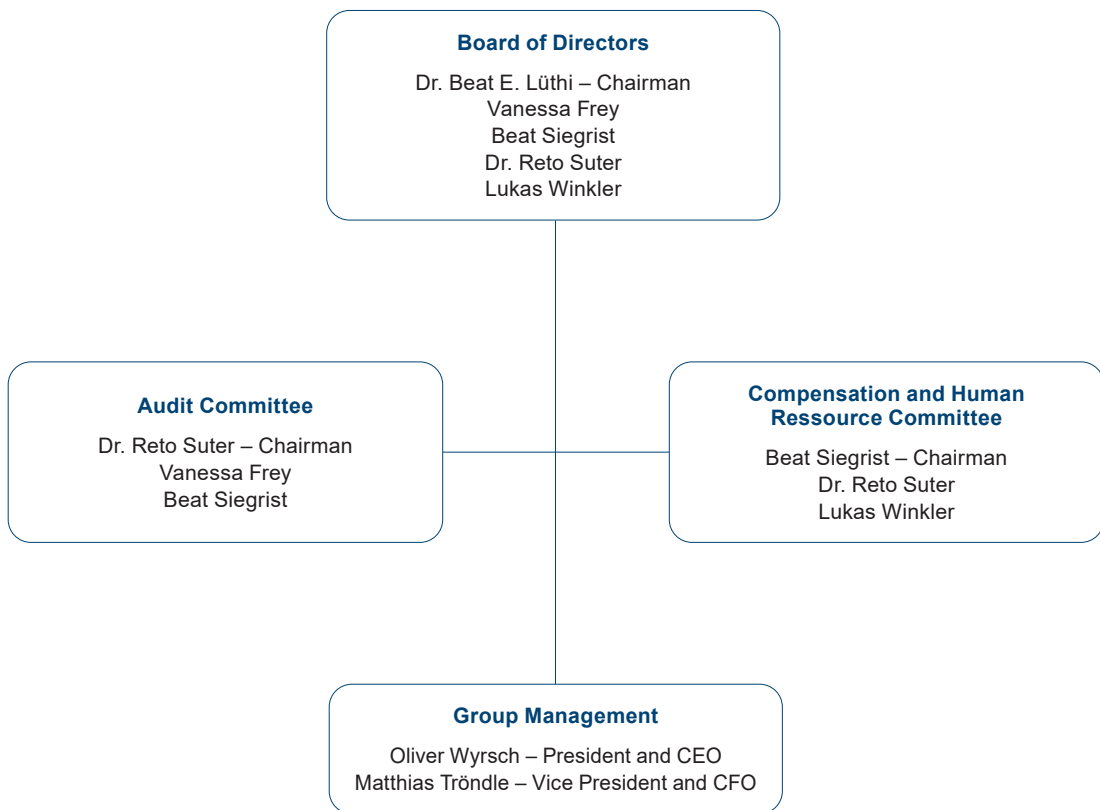 Board of Directors
Dr. Beat E. Lüthi – Chairman
Vanessa Frey
Beat Siegrist
Dr. Reto Suter
Lukas Winkler
Audit Committee
Dr. Reto Suter – Chairman
Vanessa Frey
Beat Siegrist
Compensation and Human
Ressource Committee
Beat Siegrist – Chairman
Dr. Reto Suter
Lukas Winkler
Group Management
Oliver Wyrsch – President and CEO
Matthias Tröndle – Vice President and CFO